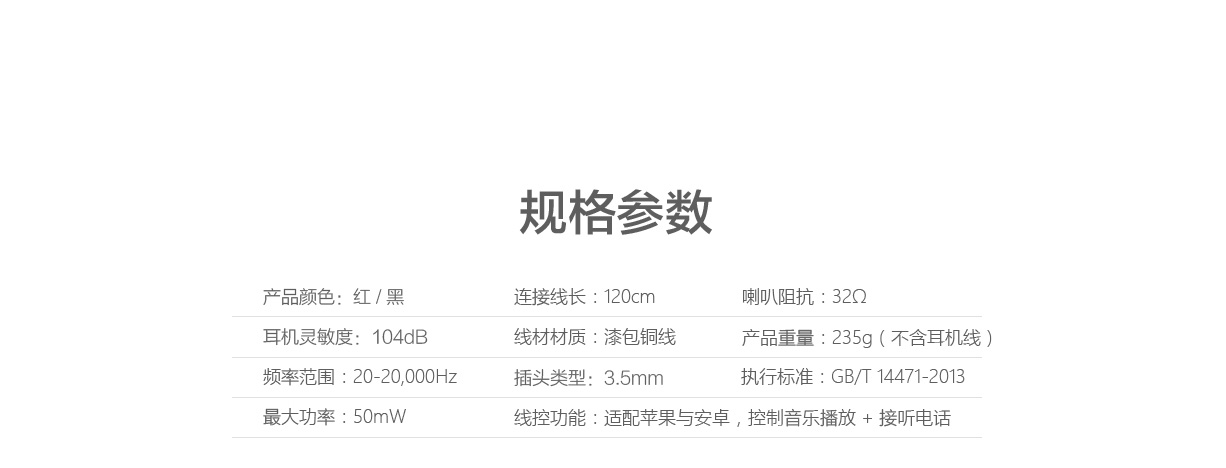 规格参数
产品颜色：红 / 黑 连接线长：120cm 喇叭阻抗：32Ω
耳机灵敏度：104dB 线材材质：漆包铜线 产品重量：235g（不含耳机线）
频率范围：20-20,000Hz 插头类型：3.5mm 执行标准：GB/T 14471-2013
最大功率：50mW 线控功能：适配苹果与安卓，控制音乐播放 + 接听电话